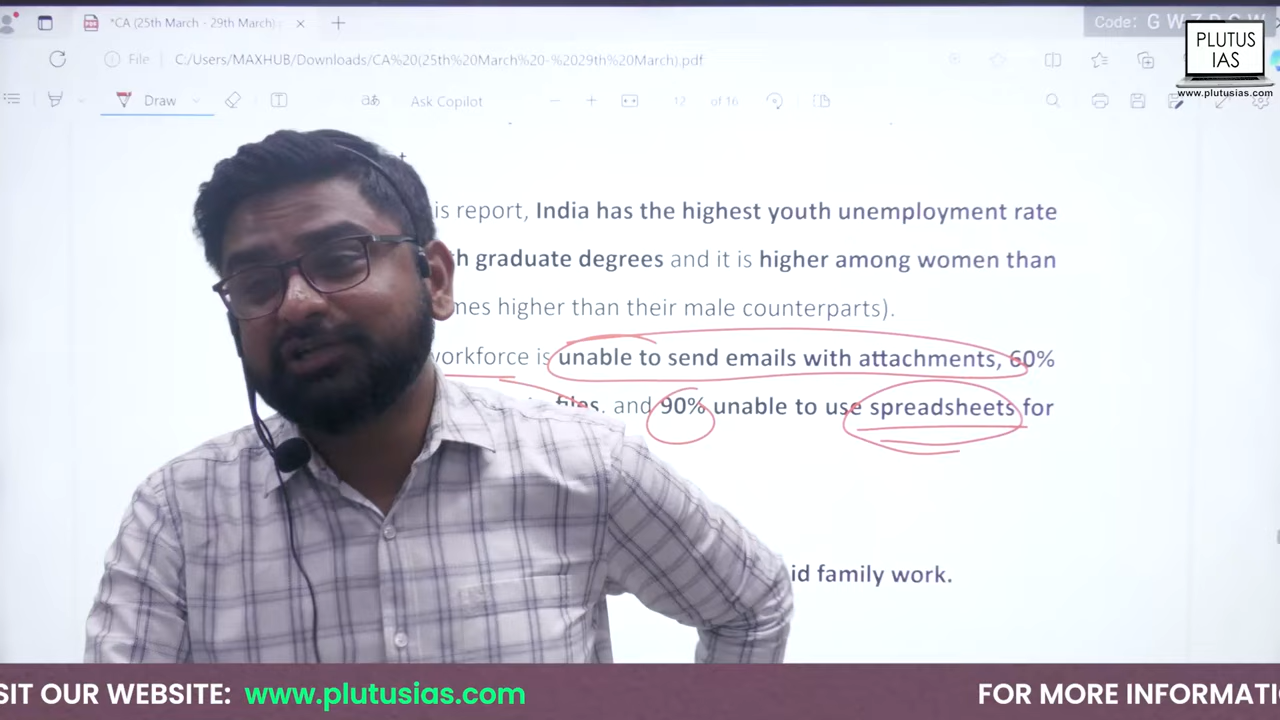 *CA (25th March - 29th March)
Code: G W Z
PLUTUS
IAS
www.plutusias.com
File C:/Users/MAXHUB/Downloads/CA%20(25th%20March%20-%2029th%20March).pdf
Draw
Ask Copilot
12 of 16
is report, India has the highest youth unemployment rate
th graduate degrees and it is higher among women than
mes higher than their male counterparts).
workforce is unable to send emails with attachments, 60%
files, and 90% unable to use spreadsheets for
id family work.
SIT OUR WEBSITE: www.plutusias.com FOR MORE INFORMATI